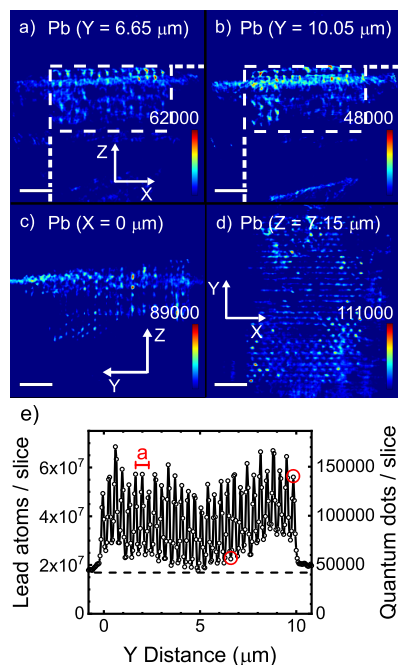 a) Pb (Y = 6.65 μm)
b) Pb (Y = 10.05 μm)
62000
48000
Z
X
c) Pb (X = 0 μm)
d) Pb (Z = 7.15 μm)
Y
X
89000
111000
Z
Y
e)
a
6x10⁷
4x10⁷
2x10⁷
0
150000
100000
50000
0
Lead atoms / slice
Quantum dots / slice
0 5 10
Y Distance (μm)